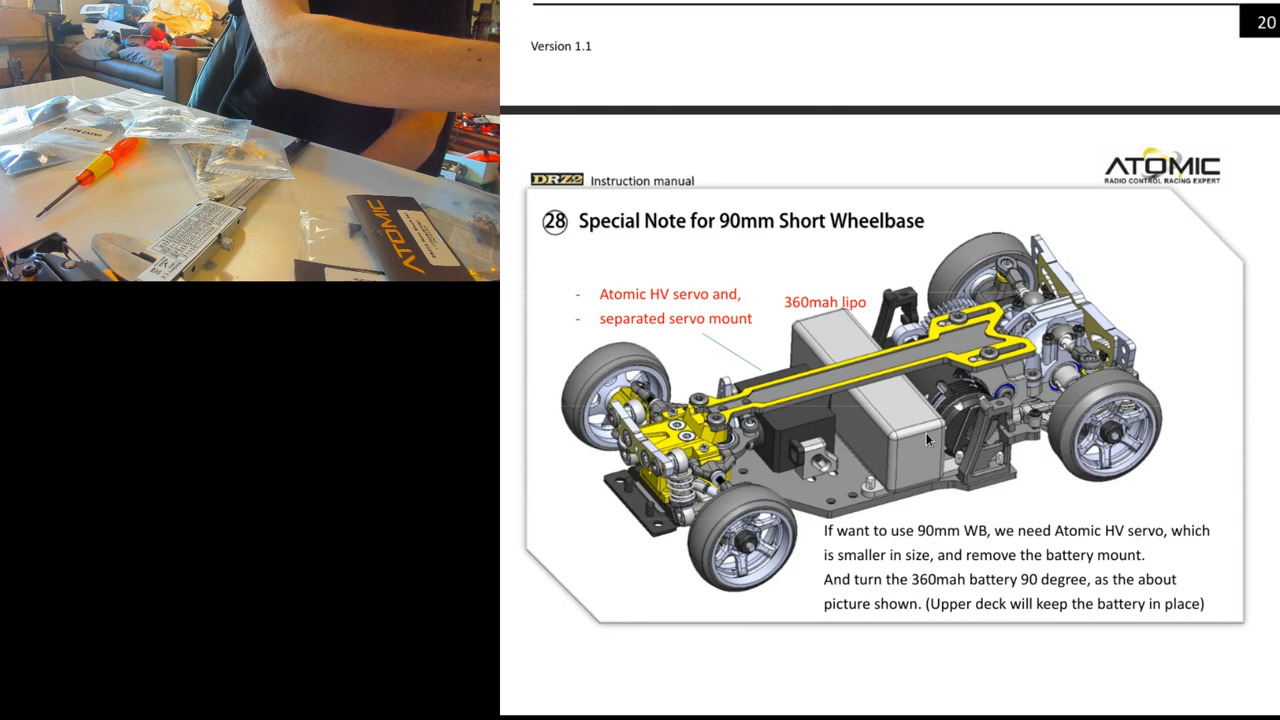 20
Version 1.1
ATOMIC
RADIO CONTROL RACING EXPERT
DRZ2 Instruction manual
28 Special Note for 90mm Short Wheelbase
- Atomic HV servo and,
- separated servo mount
360mah lipo
If want to use 90mm WB, we need Atomic HV servo, which
is smaller in size, and remove the battery mount.
And turn the 360mah battery 90 degree, as the about
picture shown. (Upper deck will keep the battery in place)
ATOMIC